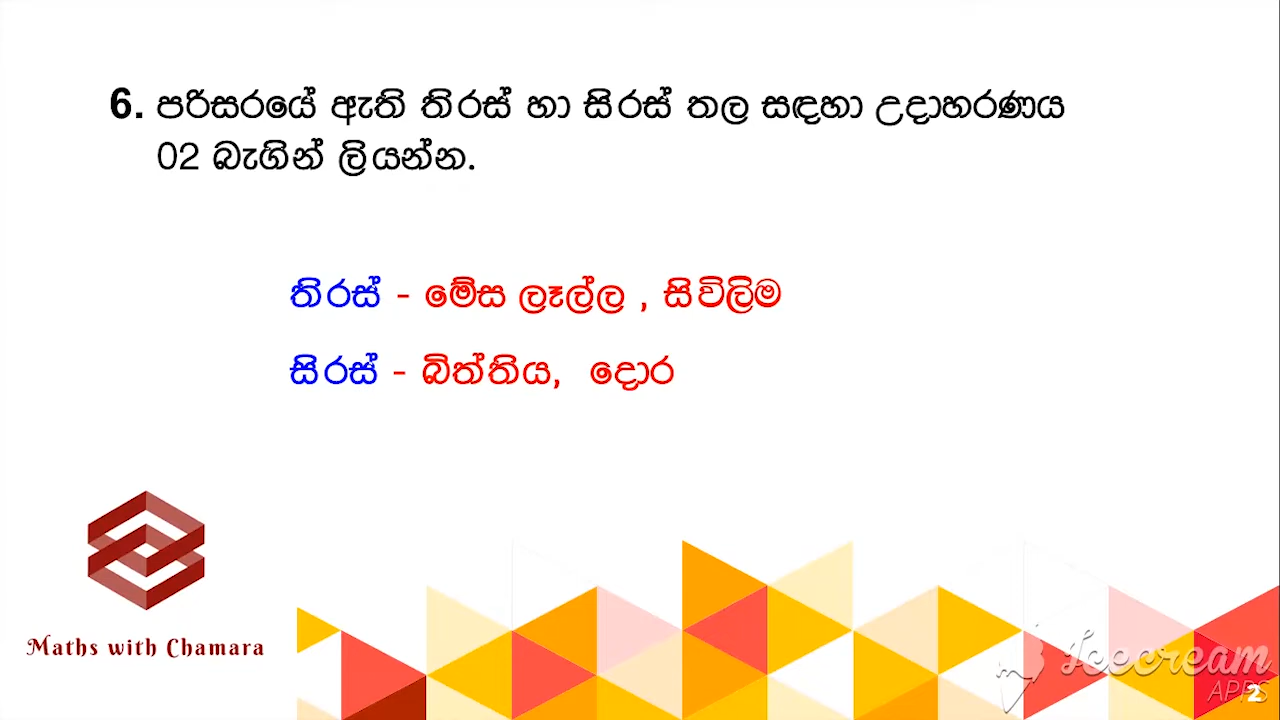 6. පරිසරයේ ඇති තිරස් හා සිරස් තල සඳහා උදාහරණය
02 බැගින් ලියන්න.
තිරස් - මේස ලෑල්ල , සිවිලිම
සිරස් - බිත්තිය, දොර
Maths with Chamara
Icecream
APPS
2